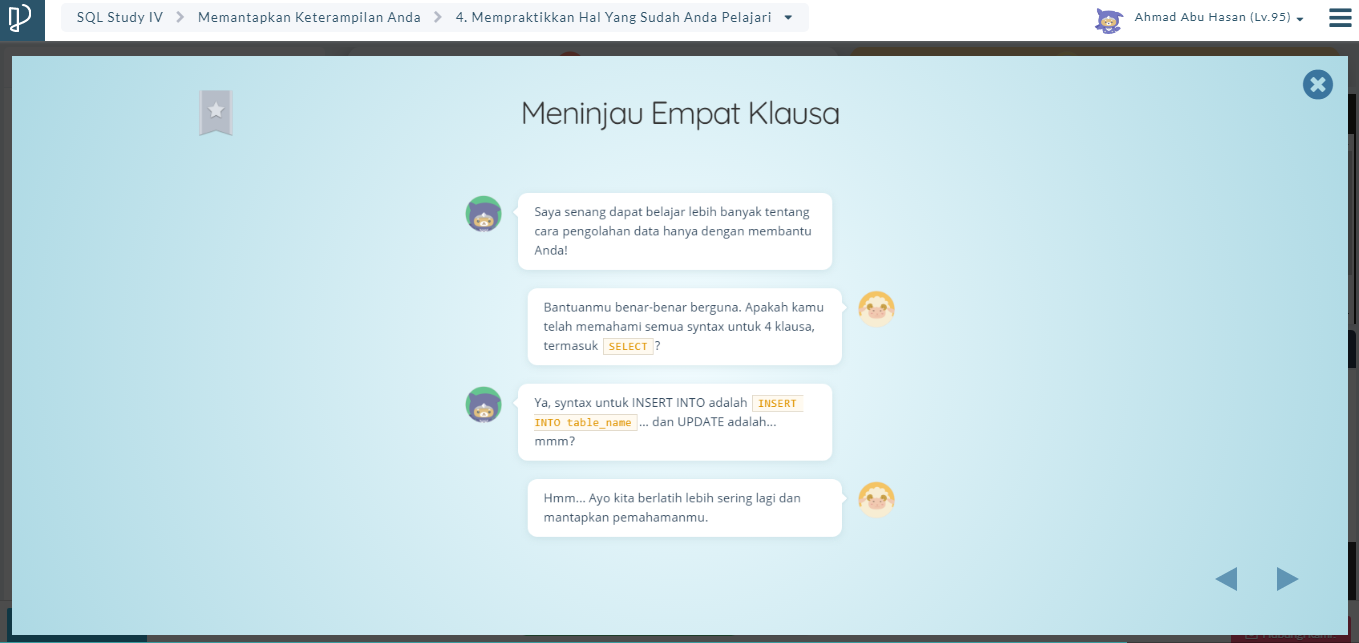 SQL Study IV Memantapkan Keterampilan Anda 4. Mempraktikkan Hal Yang Sudah Anda Pelajari Ahmad Abu Hasan (Lv.95)
Meninjau Empat Klausa
Saya senang dapat belajar lebih banyak tentang
cara pengolahan data hanya dengan membantu
Anda!
Bantuanmu benar-benar berguna. Apakah kamu
telah memahami semua syntax untuk 4 klausa,
termasuk SELECT?
Ya, syntax untuk INSERT INTO adalah INSERT
INTO table_name... dan UPDATE adalah...
mmm?
Hmm... Ayo kita berlatih lebih sering lagi dan
mantapkan pemahamanmu.